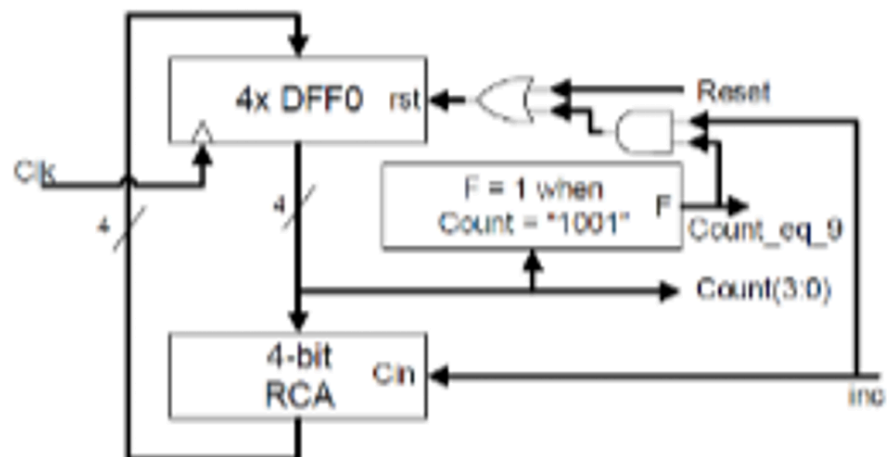 4x DFF0
rst
Reset
Clk
4
4
F = 1 when
Count = "1001"
F
Count_eq_9
Count(3:0)
4-bit
RCA
Cin
inc